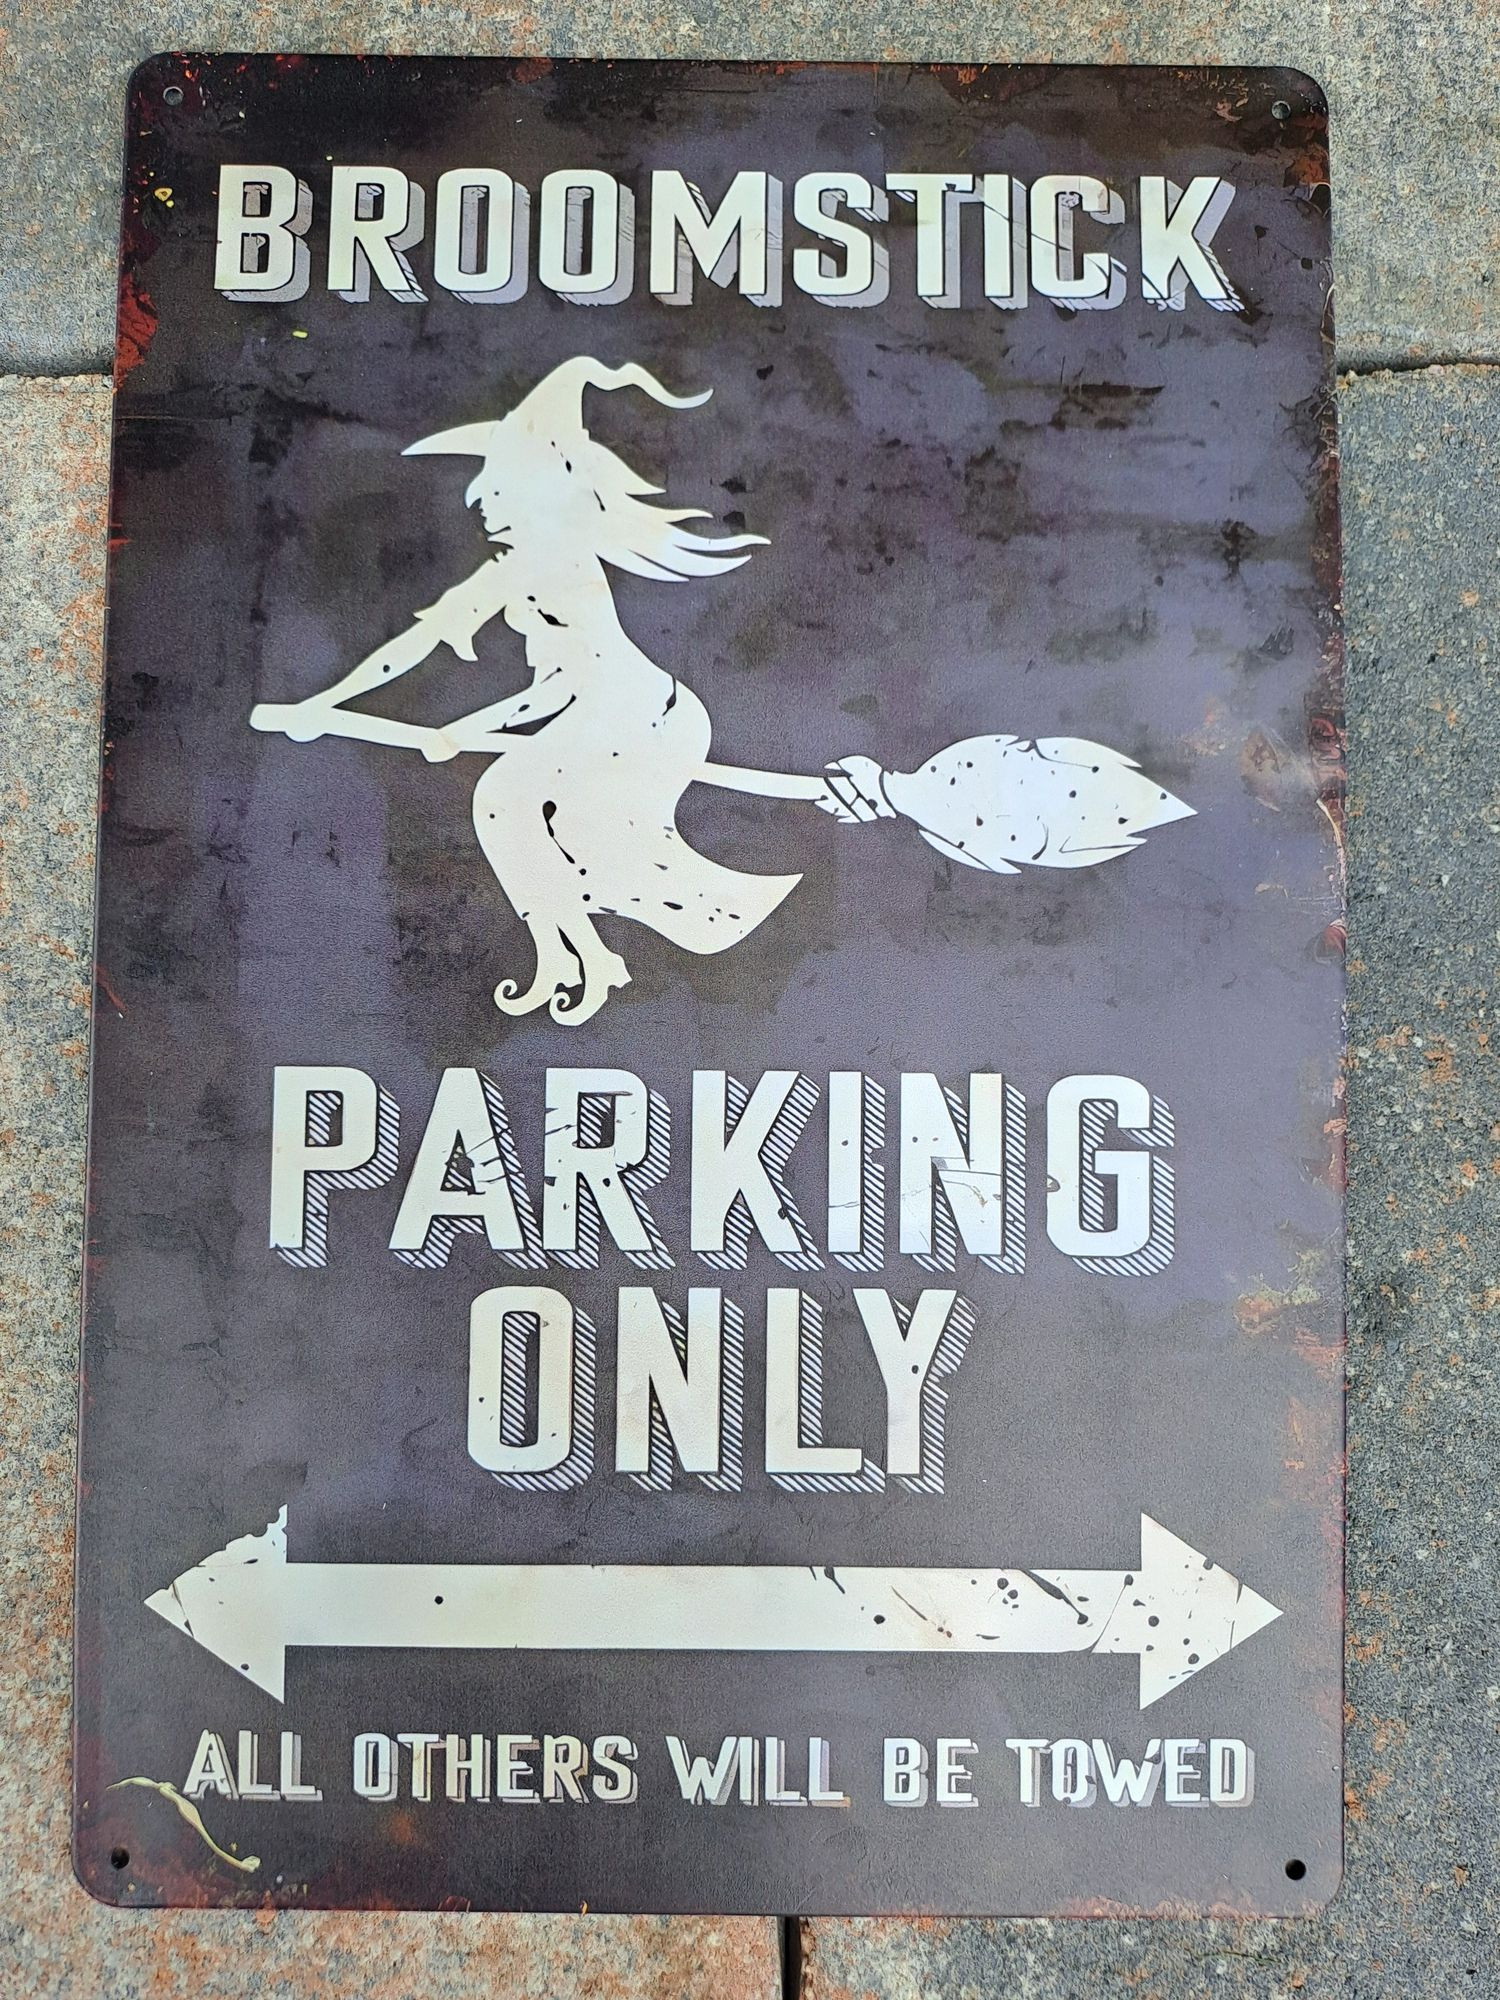 BROOMSTICK
PARKING
ONLY
ALL OTHERS WILL BE TOWED